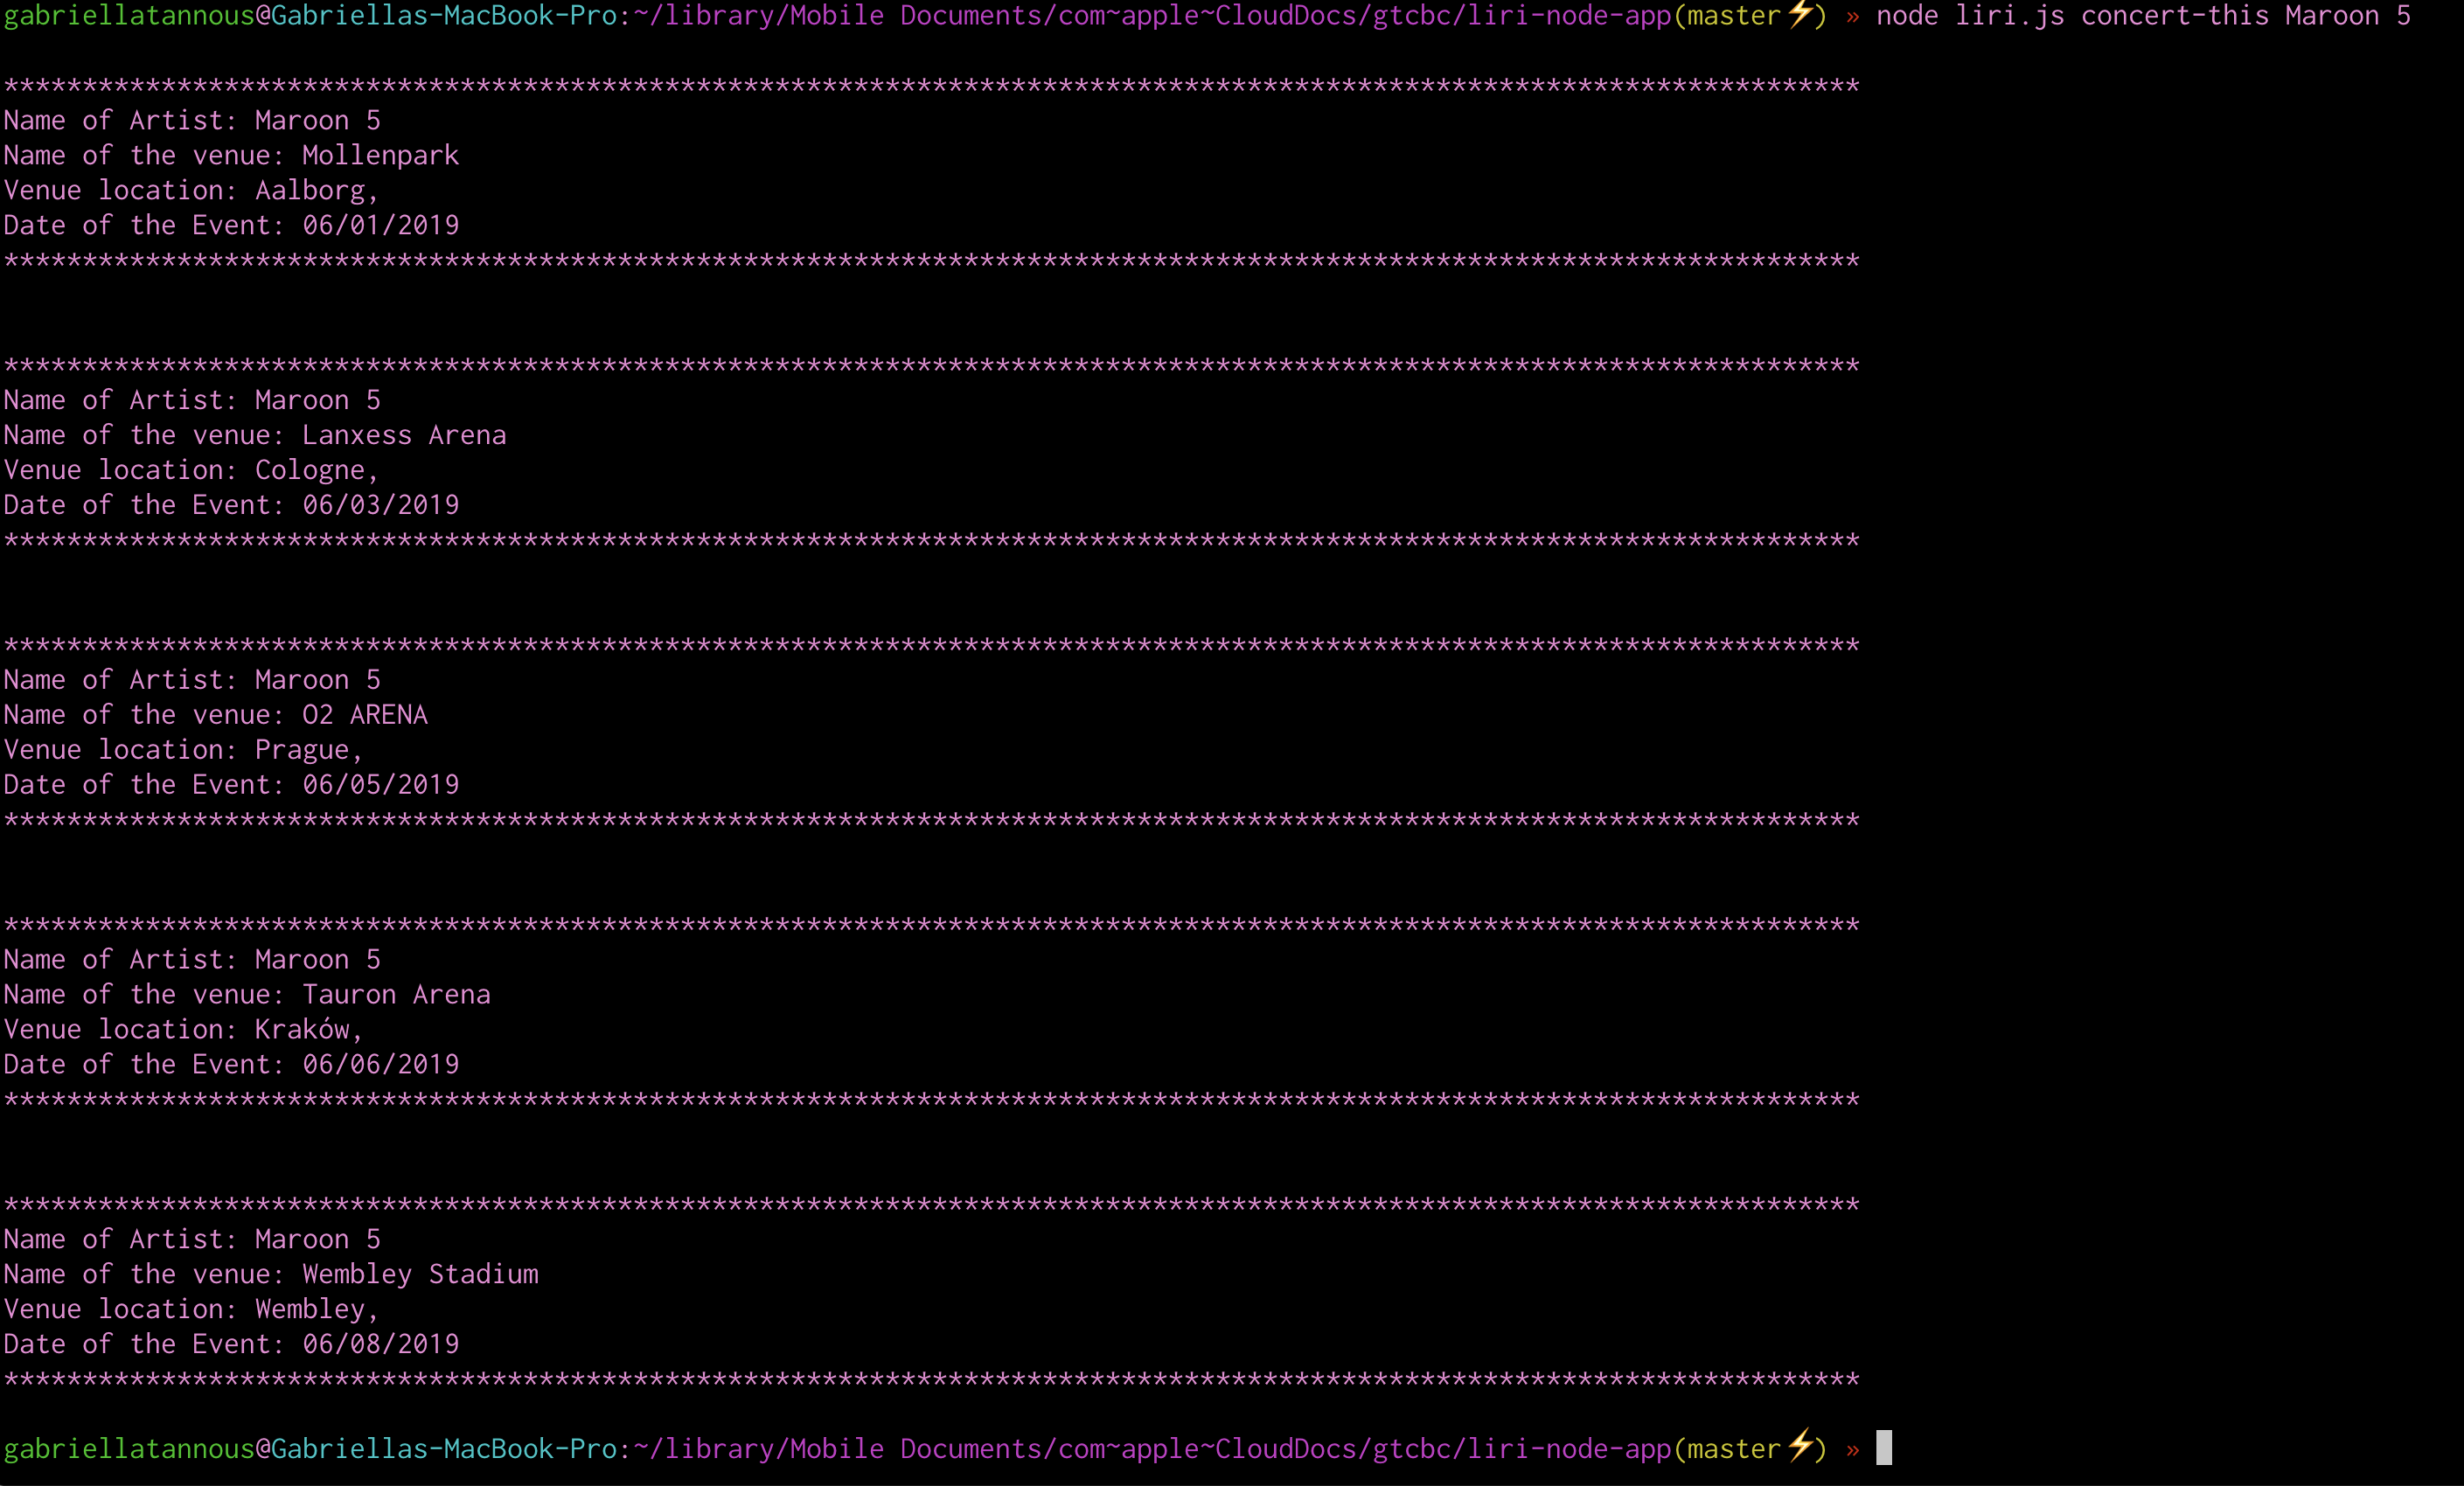 gabriellatannous@Gabriellas-MacBook-Pro:~/library/Mobile Documents/com~apple~CloudDocs/gtcbc/liri-node-app(master⚡) » node liri.js concert-this Maroon 5
**********************************************************************************************************************
Name of Artist: Maroon 5
Name of the venue: Mollenpark
Venue location: Aalborg,
Date of the Event: 06/01/2019
**********************************************************************************************************************
**********************************************************************************************************************
Name of Artist: Maroon 5
Name of the venue: Lanxess Arena
Venue location: Cologne,
Date of the Event: 06/03/2019
**********************************************************************************************************************
**********************************************************************************************************************
Name of Artist: Maroon 5
Name of the venue: O2 ARENA
Venue location: Prague,
Date of the Event: 06/05/2019
**********************************************************************************************************************
**********************************************************************************************************************
Name of Artist: Maroon 5
Name of the venue: Tauron Arena
Venue location: Kraków,
Date of the Event: 06/06/2019
**********************************************************************************************************************
**********************************************************************************************************************
Name of Artist: Maroon 5
Name of the venue: Wembley Stadium
Venue location: Wembley,
Date of the Event: 06/08/2019
**********************************************************************************************************************
gabriellatannous@Gabriellas-MacBook-Pro:~/library/Mobile Documents/com~apple~CloudDocs/gtcbc/liri-node-app(master⚡) »